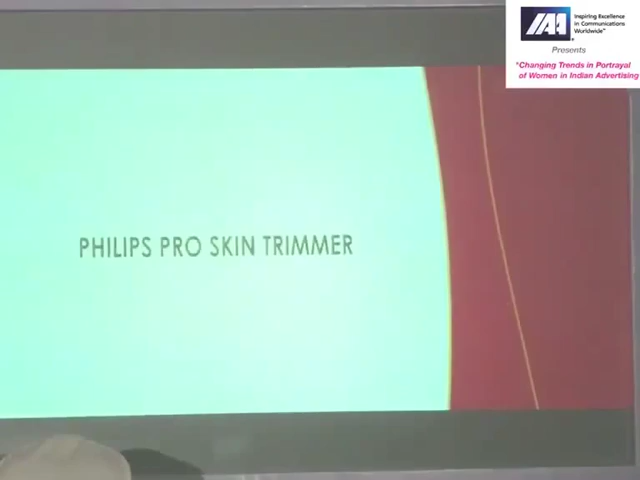 IAA
Inspiring Excellence
in Communications
Worldwide™
Presents
"Changing Trends in Portrayal
of Women in Indian Advertising
PHILIPS PRO SKIN TRIMMER